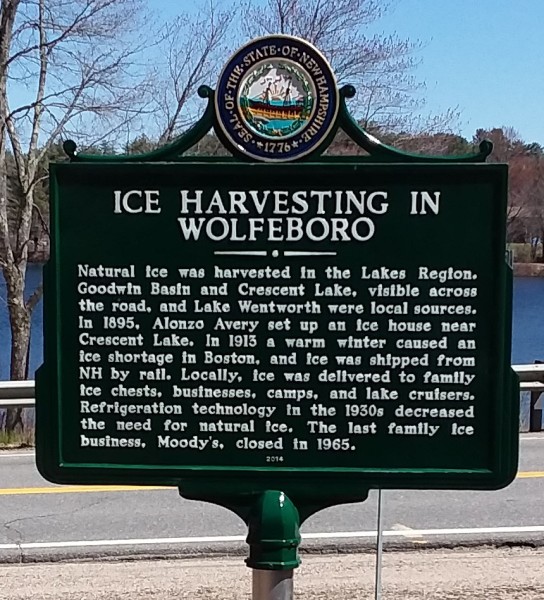 SEAL·OF·THE·STATE·OF·NEW HAMPSHIRE
·1776·
ICE HARVESTING IN
WOLFEBORO
Natural ice was harvested in the Lakes Region.
Goodwin Basin and Crescent Lake, visible across
the road, and Lake Wentworth were local sources.
In 1895, Alonzo Avery set up an ice house near
Crescent Lake. In 1913 a warm winter caused an
ice shortage in Boston, and ice was shipped from
NH by rail. Locally, ice was delivered to family
ice chests, businesses, camps, and lake cruisers.
Refrigeration technology in the 1930s decreased
the need for natural ice. The last family ice
business, Moody's, closed in 1965.
2014